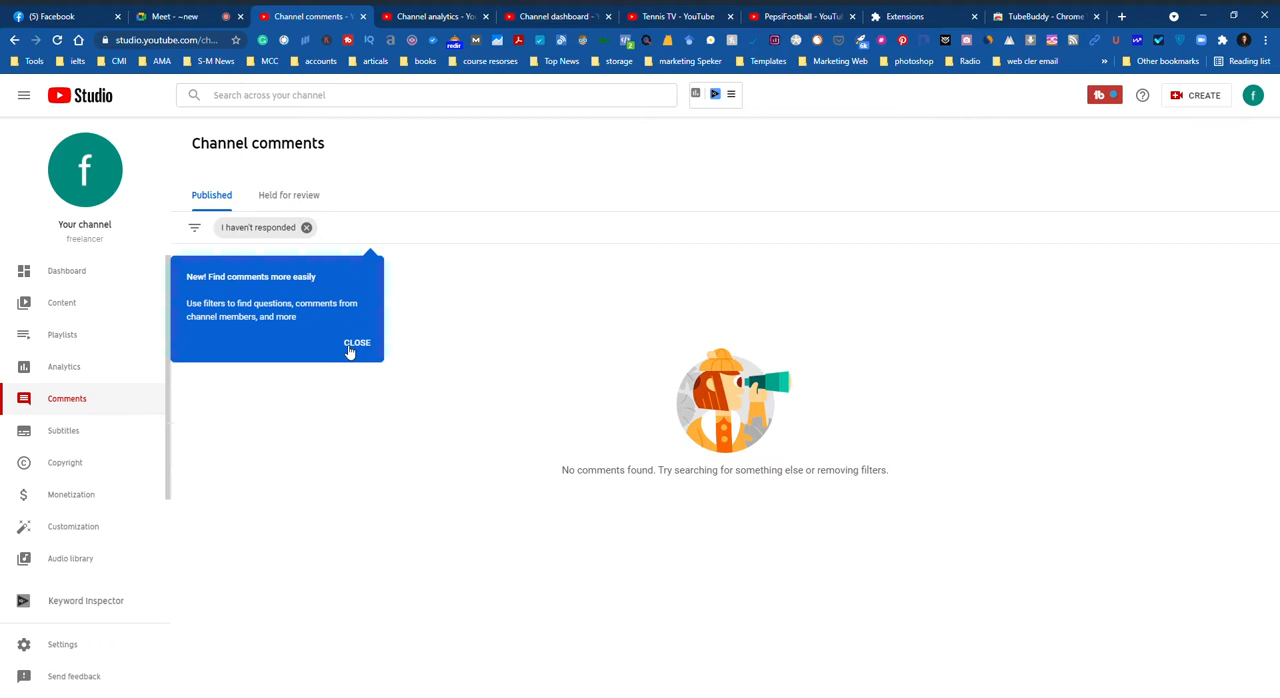 (5) Facebook
Meet - ~new
Channel comments - Y
Channel analytics - You
Channel dashboard - Y
Tennis TV - YouTube
PepsiFootball - YouTu
Extensions
TubeBuddy - Chrome
studio.youtube.com/ch...
Tools
ielts
CMI
AMA
S-M News
MCC
accounts
articals
books
course resorses
Top News
storage
marketing Speker
Templates
Marketing Web
photoshop
Radio
web cler email
»
Other bookmarks
Reading list
Studio
Search across your channel
tb
CREATE
f
f
Your channel
freelancer
Dashboard
Content
Playlists
Analytics
Comments
Subtitles
Copyright
Monetization
Customization
Audio library
Keyword Inspector
Settings
Send feedback
Channel comments
Published
Held for review
I haven't responded
New! Find comments more easily
Use filters to find questions, comments from
channel members, and more
CLOSE
No comments found. Try searching for something else or removing filters.